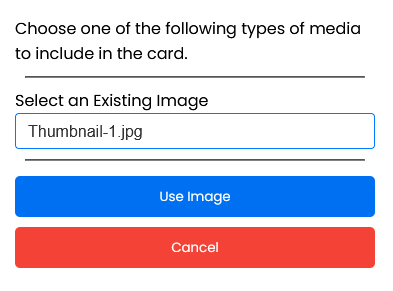 Choose one of the following types of media
to include in the card.
Select an Existing Image
Thumbnail-1.jpg
Use Image
Cancel